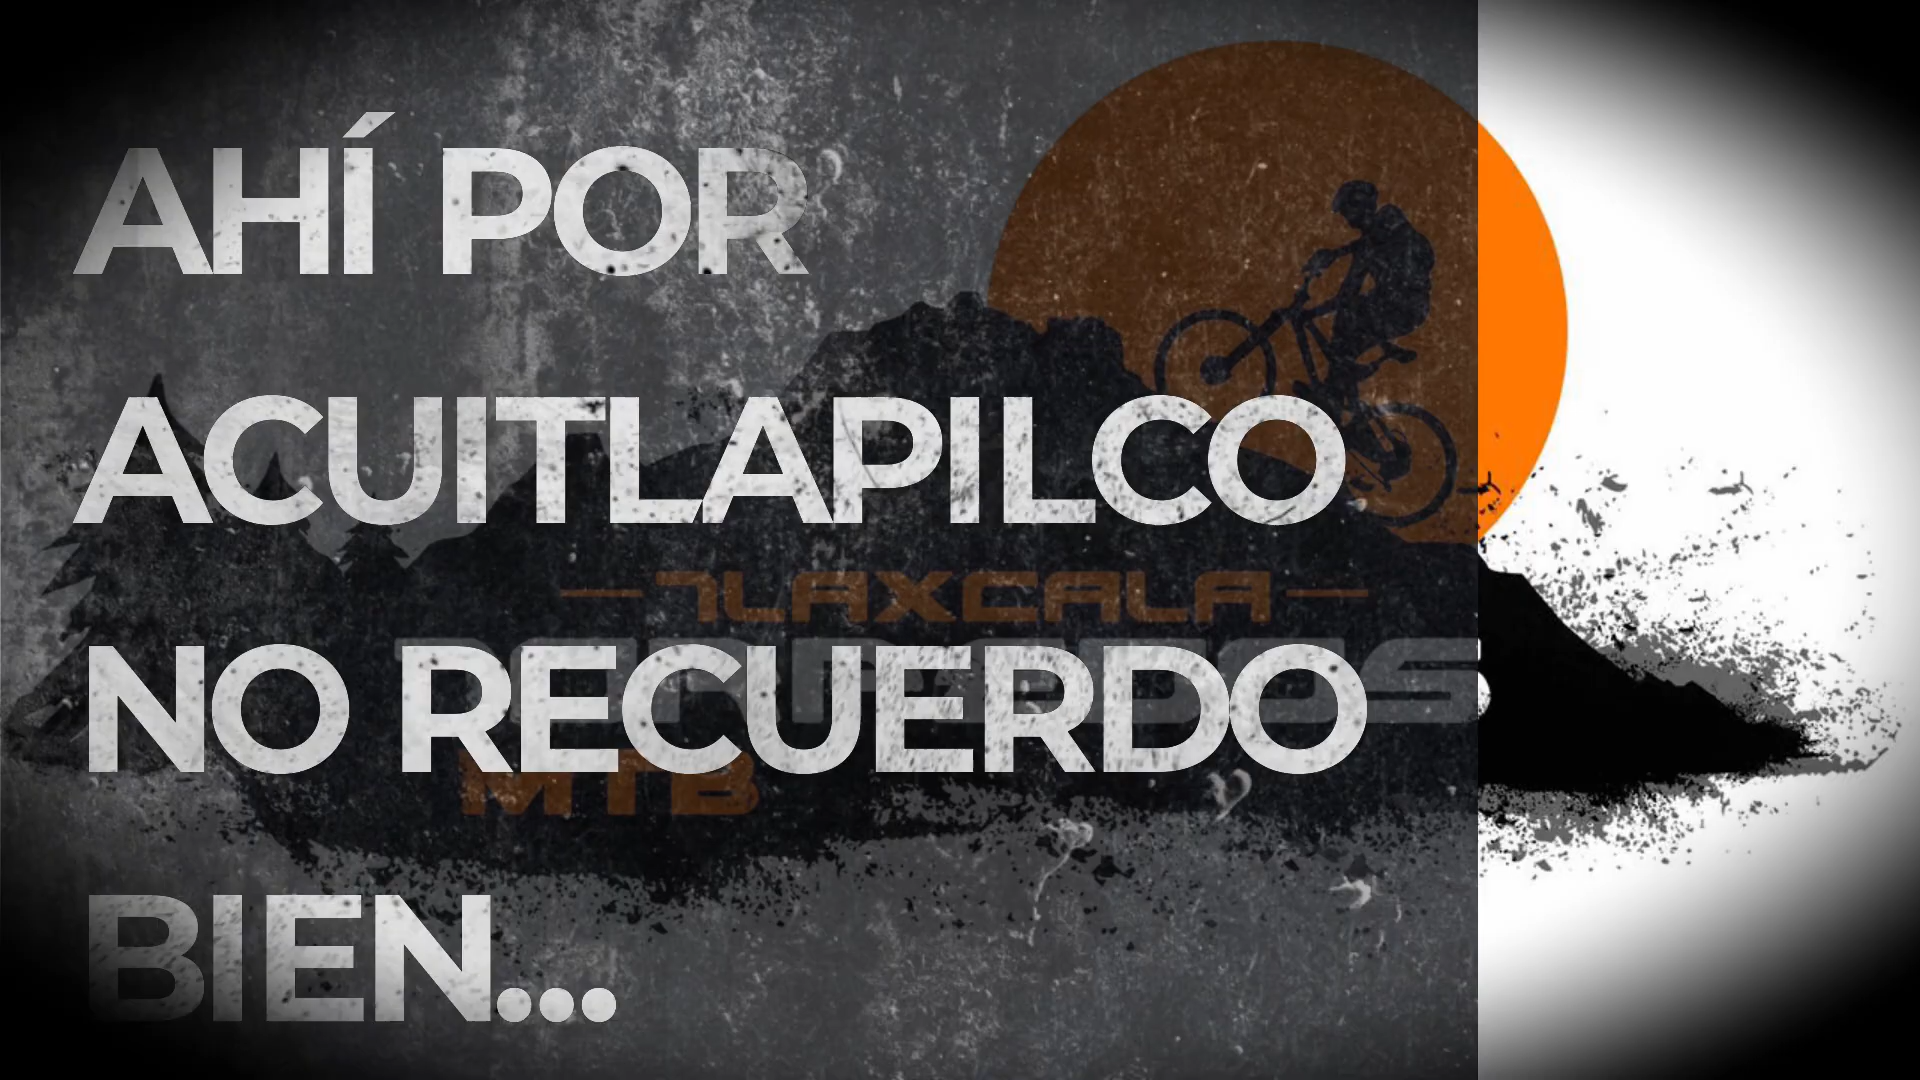 AHÍ POR
ACUITLAPILCO
TLAXCALA
NO RECUERDO
MTB
BIEN...